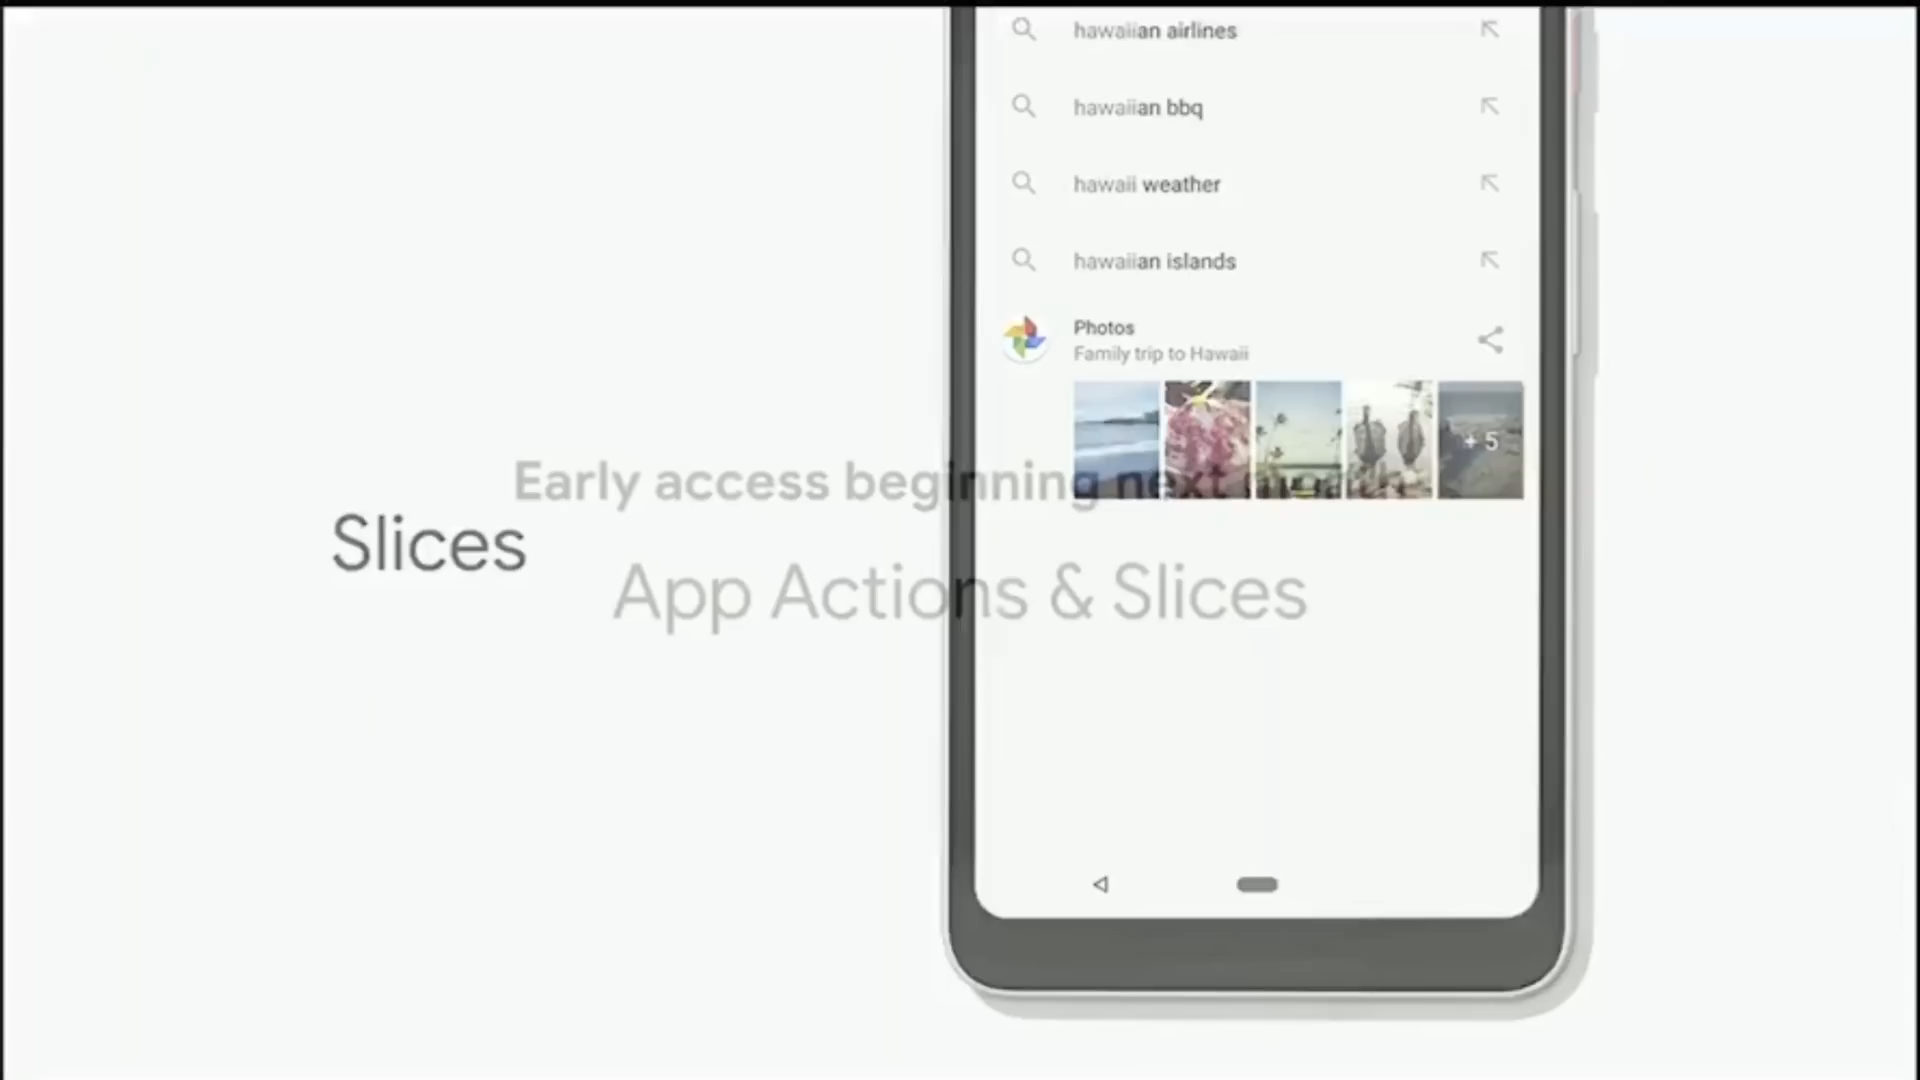 hawaiian airlines
hawaiian bbq
hawaii weather
hawaiian islands
Photos
Family trip to Hawaii
+ 5
Early access beginning next
Slices
App Actions & Slices